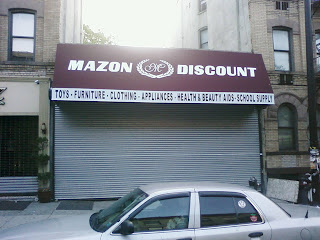 MAZON DISCOUNT
TOYS · FURNITURE · CLOTHING · APPLIANCES · HEALTH & BEAUTY AIDS · SCHOOL SUPPLY